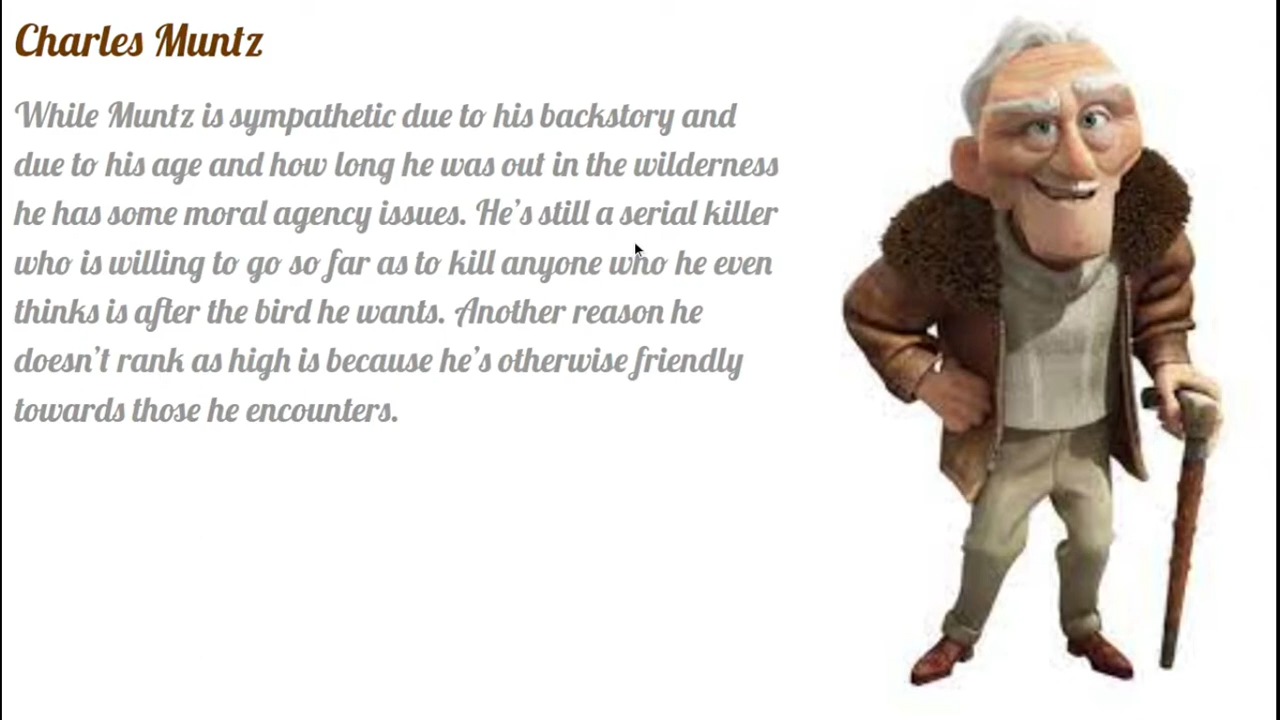 Charles Muntz
While Muntz is sympathetic due to his backstory and
due to his age and how long he was out in the wilderness
he has some moral agency issues. He's still a serial killer
who is willing to go so far as to kill anyone who he even
thinks is after the bird he wants. Another reason he
doesn't rank as high is because he's otherwise friendly
towards those he encounters.